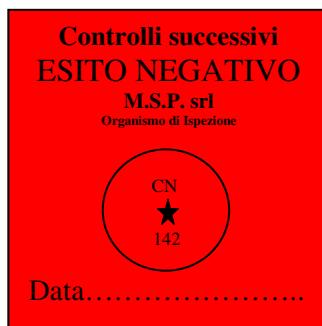 Controlli successivi
ESITO NEGATIVO
M.S.P. srl
Organismo di Ispezione
CN
142
Data…………………..